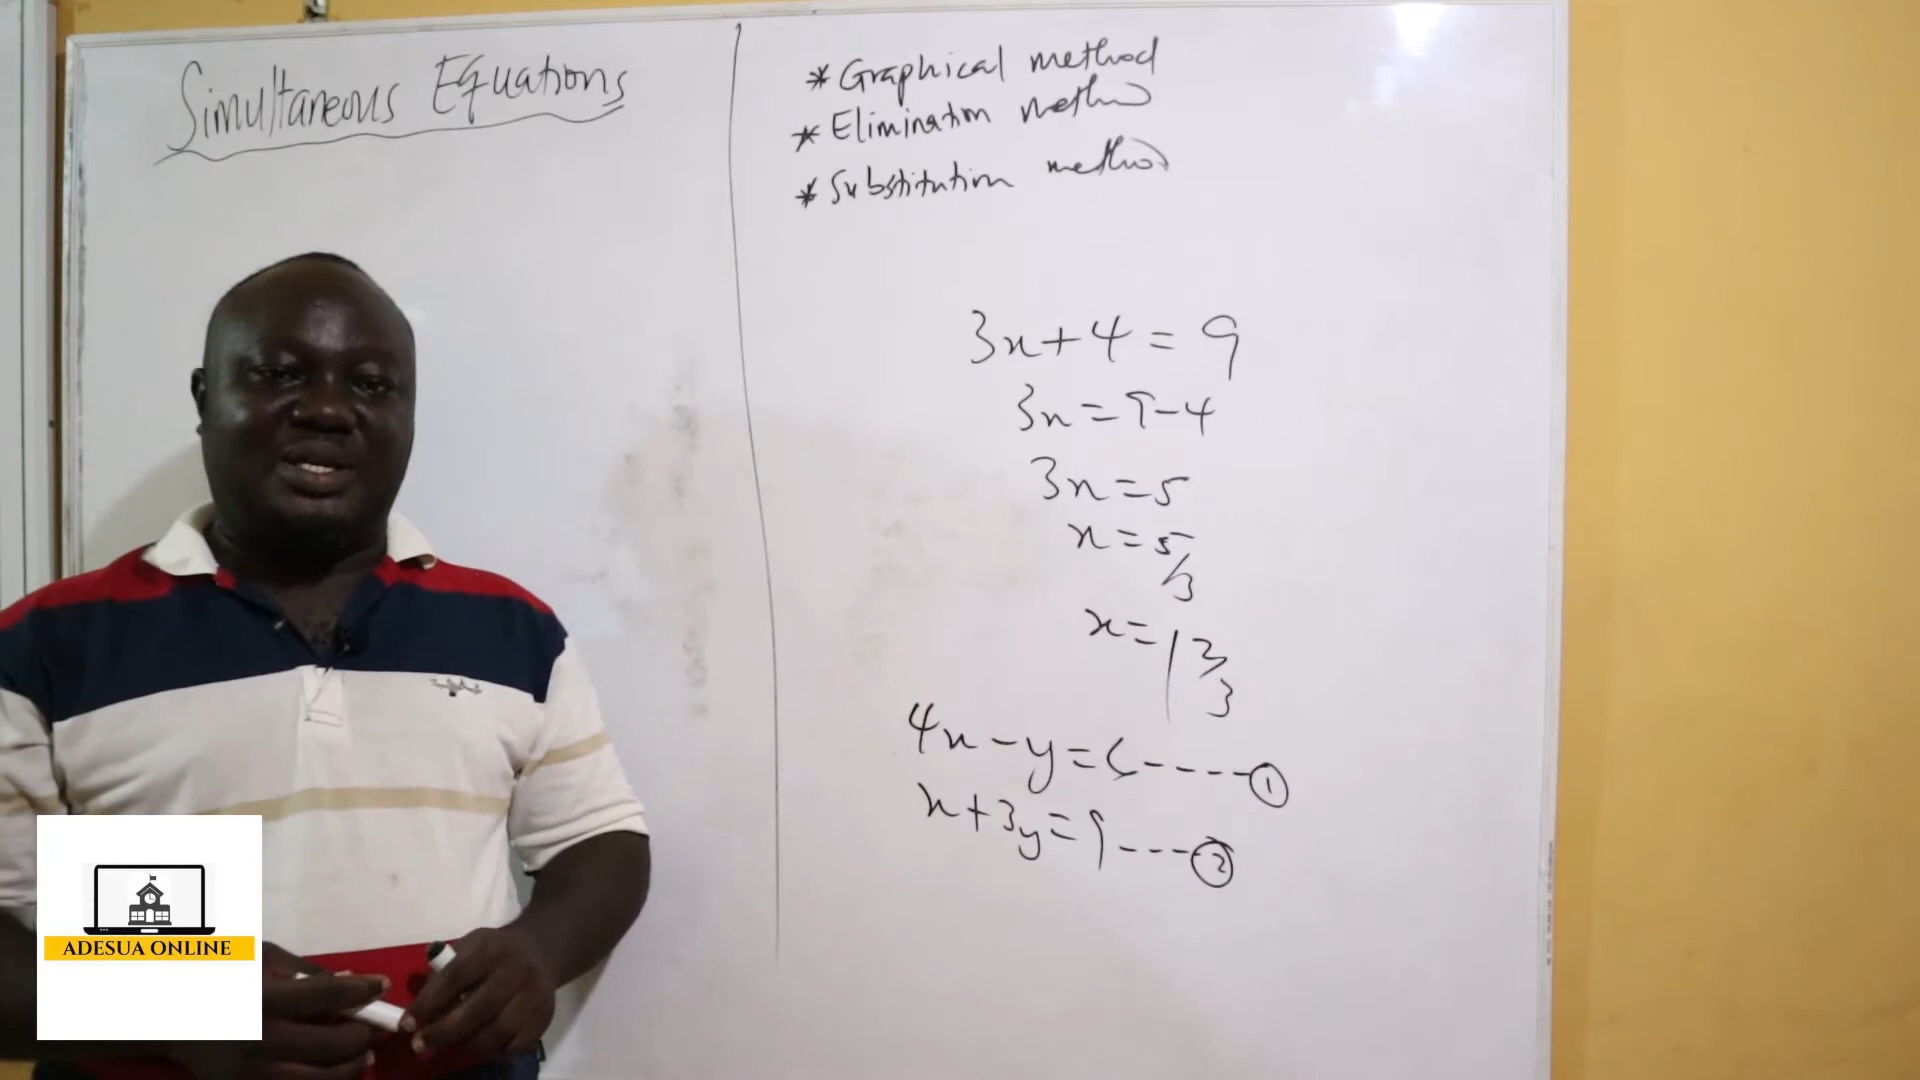 Simultaneous Equations
* Graphical method
* Elimination method
* Substitution method
3x+4=9
3x=9-4
3x=5
x=5/3
x=1 2/3
4x-y=6----①
x+3y=9----②
ADESUA ONLINE